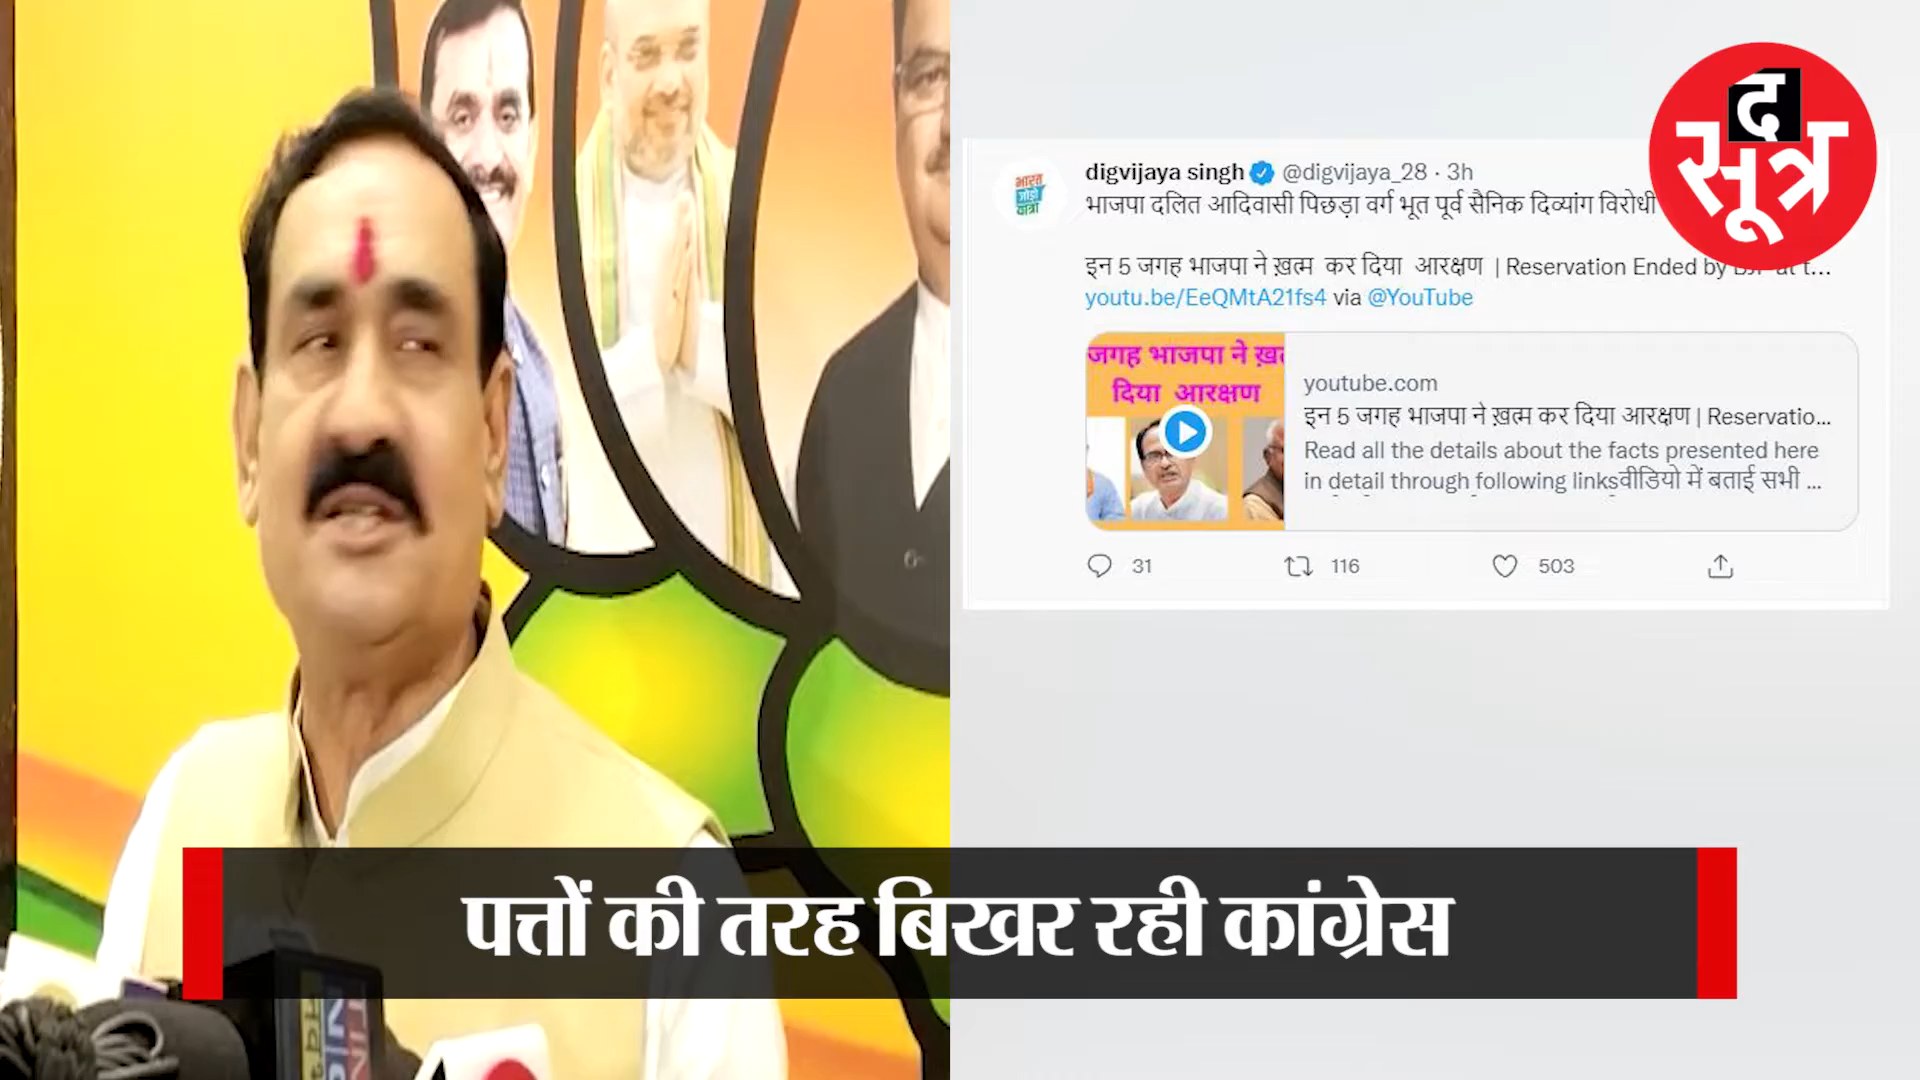 द
सूत्र
digvijaya singh @digvijaya_28 · 3h
भाजपा दलित आदिवासी पिछड़ा वर्ग भूत पूर्व सैनिक दिव्यांग विरोधी
इन 5 जगह भाजपा ने ख़त्म कर दिया आरक्षण | Reservation Ended by
youtu.be/EeQMtA21fs4 via @YouTube
भारत
जोड़ो
यात्रा
जगह भाजपा ने
दिया आरक्षण
youtube.com
इन 5 जगह भाजपा ने ख़त्म कर दिया आरक्षण | Reservatio...
Read all the details about the facts presented here
in detail through following linksवीडियो में बताई सभी ...
31 116 503
पत्तों की तरह बिखर रही कांग्रेस